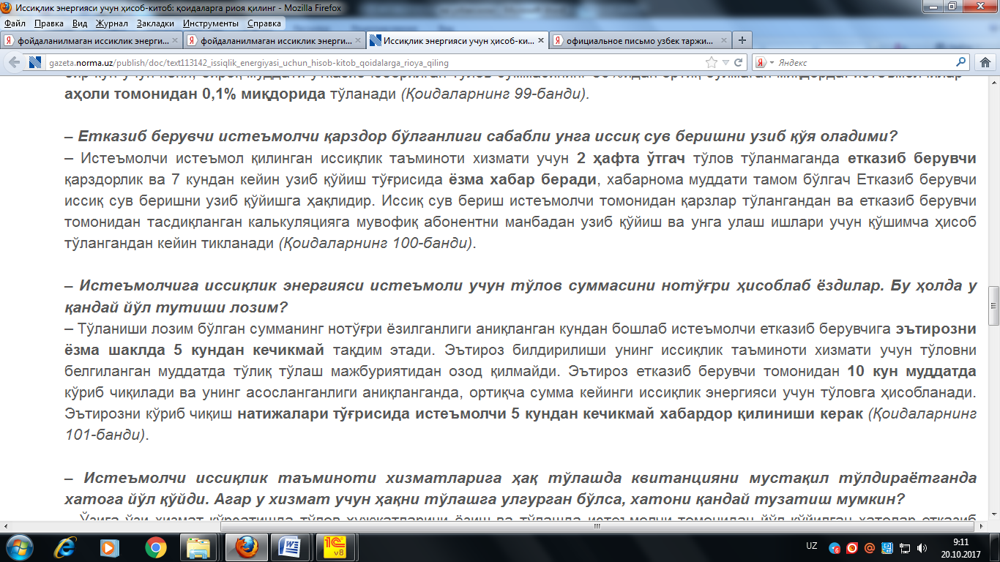 Иссиқлик энергияси учун ҳисоб-китоб: қоидаларга риоя қилинг - Mozilla Firefox
Файл Правка Вид Журнал Закладки Инструменты Справка
фойдаланилмаган иссиклик энерги... фойдаланилмаган иссиклик энерги... Иссиқлик энергияси учун ҳисоб-ки... официальное письмо узбек таржи...
gazeta.norma.uz/publish/doc/text113142_issiqlik_energiyasi_uchun_hisob-kitob_qoidalarga_rioya_qiling Яндекс
аҳоли томонидан 0,1% миқдорида тўланади (Қоидаларнинг 99-банди).
– Етказиб берувчи истеъмолчи қарздор бўлганлиги сабабли унга иссиқ сув беришни узиб қўя оладими?
– Истеъмолчи истеъмол қилинган иссиқлик таъминоти хизмати учун 2 ҳафта ўтгач тўлов тўланмаганда етказиб берувчи
қарздорлик ва 7 кундан кейин узиб қўйиш тўғрисида ёзма хабар беради, хабарнома муддати тамом бўлгач Етказиб берувчи
иссиқ сув беришни узиб қўйишга ҳақлидир. Иссиқ сув бериш истеъмолчи томонидан қарзлар тўлангандан ва етказиб берувчи
томонидан тасдиқланган калькуляцияга мувофиқ абонентни манбадан узиб қўйиш ва унга улаш ишлари учун қўшимча ҳисоб
тўлангандан кейин тикланади (Қоидаларнинг 100-банди).
– Истеъмолчига иссиқлик энергияси истеъмоли учун тўлов суммасини нотўғри ҳисоблаб ёздилар. Бу ҳолда у
қандай йўл тутиши лозим?
– Тўланиши лозим бўлган сумманинг нотўғри ёзилганлиги аниқланган кундан бошлаб истеъмолчи етказиб берувчига эътирозни
ёзма шаклда 5 кундан кечикмай тақдим этади. Эътироз билдирилиши унинг иссиқлик таъминоти хизмати учун тўловни
белгиланган муддатда тўлиқ тўлаш мажбуриятидан озод қилмайди. Эътироз етказиб берувчи томонидан 10 кун муддатда
кўриб чиқилади ва унинг асосланганлиги аниқланганда, ортиқча сумма кейинги иссиқлик энергияси учун тўловга ҳисобланади.
Эътирозни кўриб чиқиш натижалари тўғрисида истеъмолчи 5 кундан кечикмай хабардор қилиниши керак (Қоидаларнинг
101-банди).
– Истеъмолчи иссиқлик таъминоти хизматларига ҳақ тўлашда квитанцияни мустақил тўлдираётганда
хатога йўл қўйди. Агар у хизмат учун ҳақни тўлашга улгурган бўлса, хатони қандай тузатиш мумкин?
UZ 9:11
20.10.2017